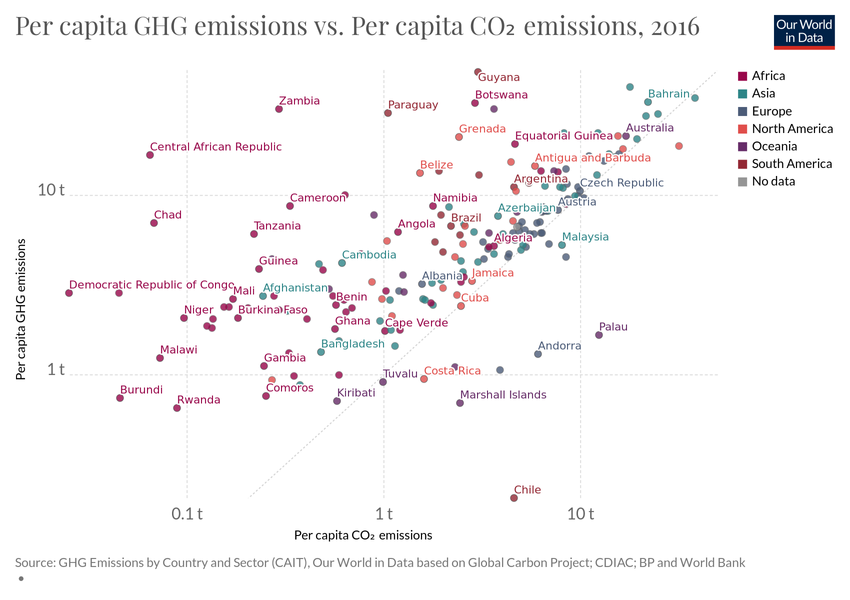 Per capita GHG emissions vs. Per capita CO₂ emissions, 2016
Our World
in Data
Africa
Asia
Europe
North America
Oceania
South America
No data
Guyana
Bahrain
Botswana
Zambia
Paraguay
Grenada
Equatorial Guinea
Australia
Central African Republic
Antigua and Barbuda
Belize
Argentina
Czech Republic
10 t
Cameroon
Namibia
Azerbaijan
Austria
Chad
Brazil
Angola
Tanzania
Algeria
Malaysia
Guinea
Cambodia
Albania
Jamaica
Democratic Republic of Congo
Mali
Afghanistan
Benin
Cuba
Niger
Burkina Faso
Ghana
Cape Verde
Palau
Malawi
Bangladesh
Andorra
Gambia
1 t
Tuvalu
Costa Rica
Burundi
Rwanda
Comoros
Kiribati
Marshall Islands
Chile
Per capita GHG emissions
0.1 t
1 t
10 t
Per capita CO₂ emissions
Source: GHG Emissions by Country and Sector (CAIT), Our World in Data based on Global Carbon Project; CDIAC; BP and World Bank
•